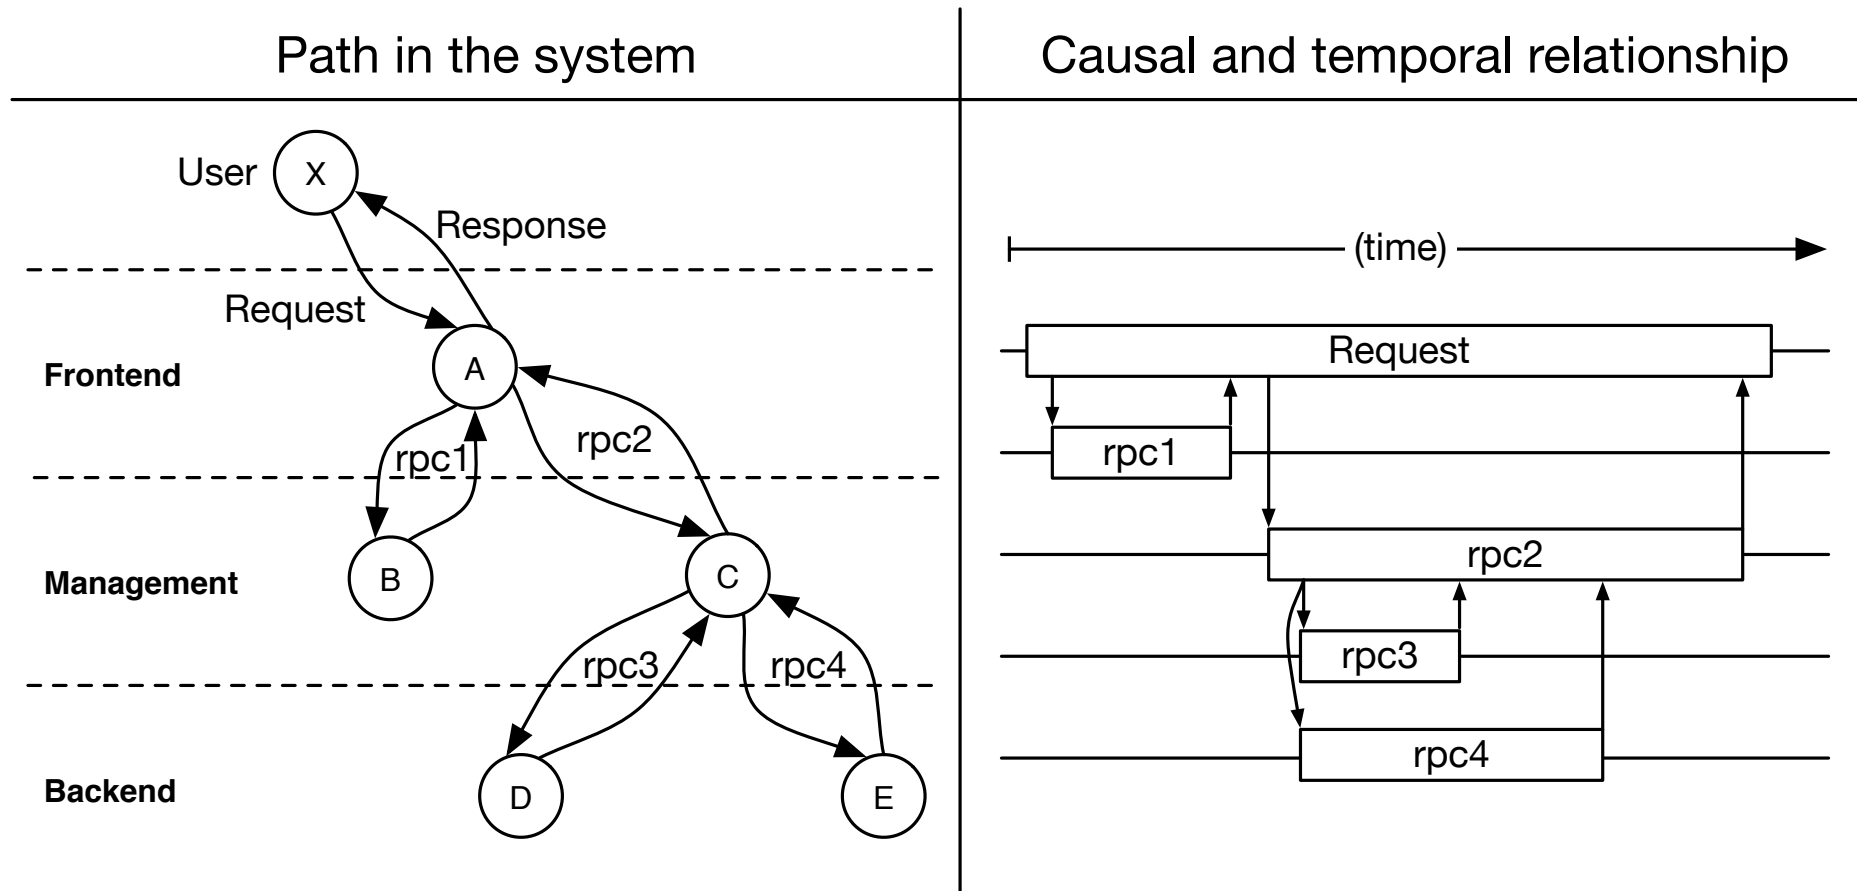 Path in the system
Causal and temporal relationship
User
X
Response
Request
Frontend
A
rpc1
rpc2
Management
B
C
rpc3
rpc4
Backend
D
E
(time)
Request
rpc1
rpc2
rpc3
rpc4